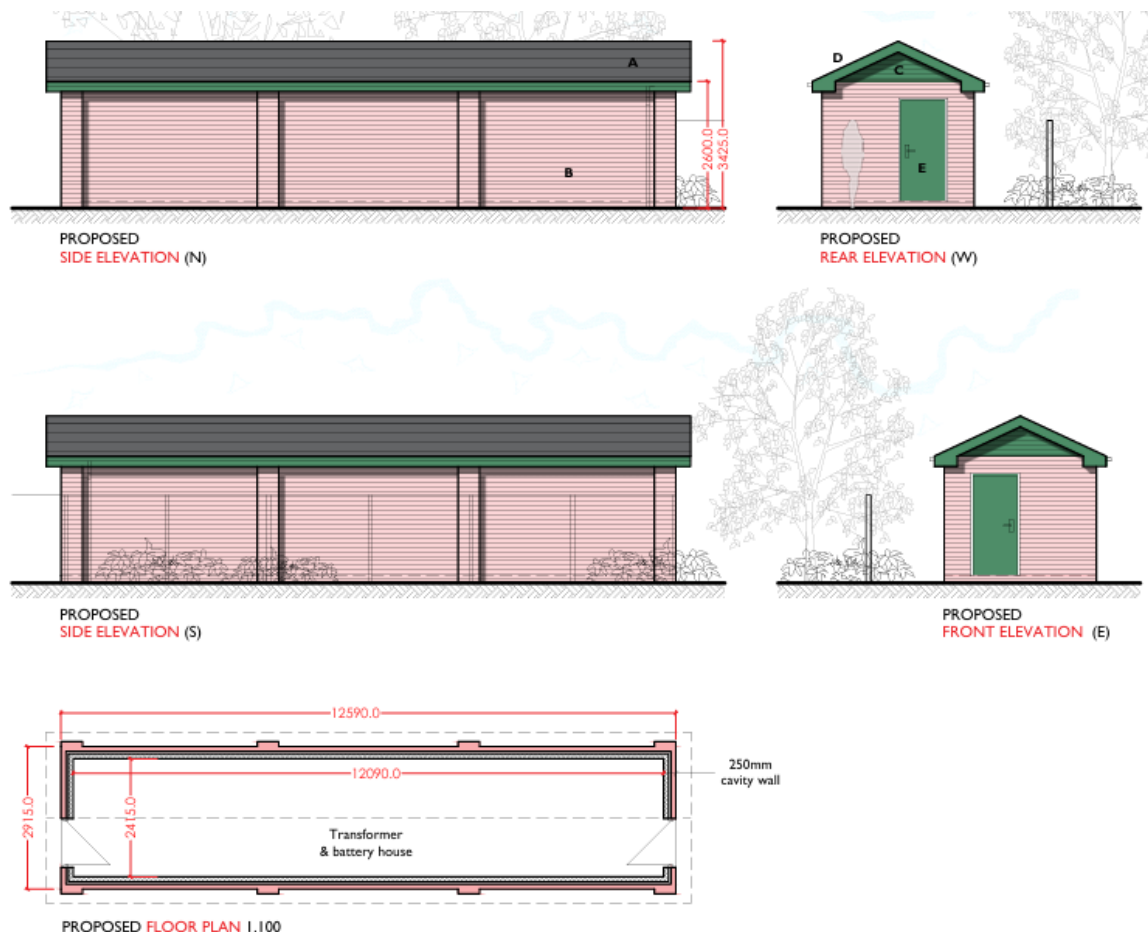 A
B
2600.0
3425.0
PROPOSED
SIDE ELEVATION (N)
D
C
E
PROPOSED
REAR ELEVATION (W)
PROPOSED
SIDE ELEVATION (S)
PROPOSED
FRONT ELEVATION (E)
12590.0
12090.0
2915.0
2415.0
Transformer
& battery house
250mm
cavity wall
PROPOSED FLOOR PLAN 1.100